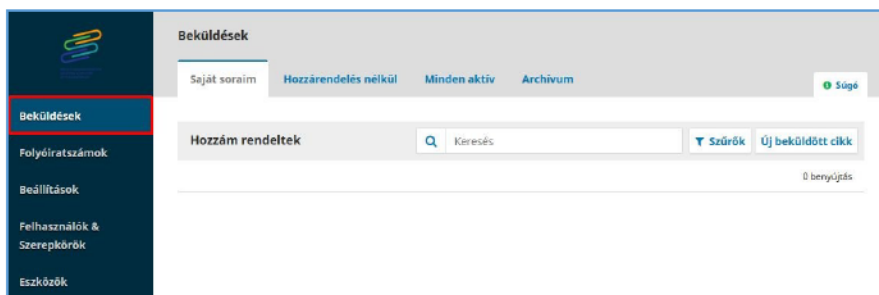 Beküldések
Saját soraim Hozzárendelés nélkül Minden aktív Archívum
Súgó
Beküldések
Folyóiratszámok
Beállítások
Felhasználók &
Szerepkörök
Eszközök
Hozzám rendeltek Keresés Szűrők Új beküldött cikk
0 benyújtás